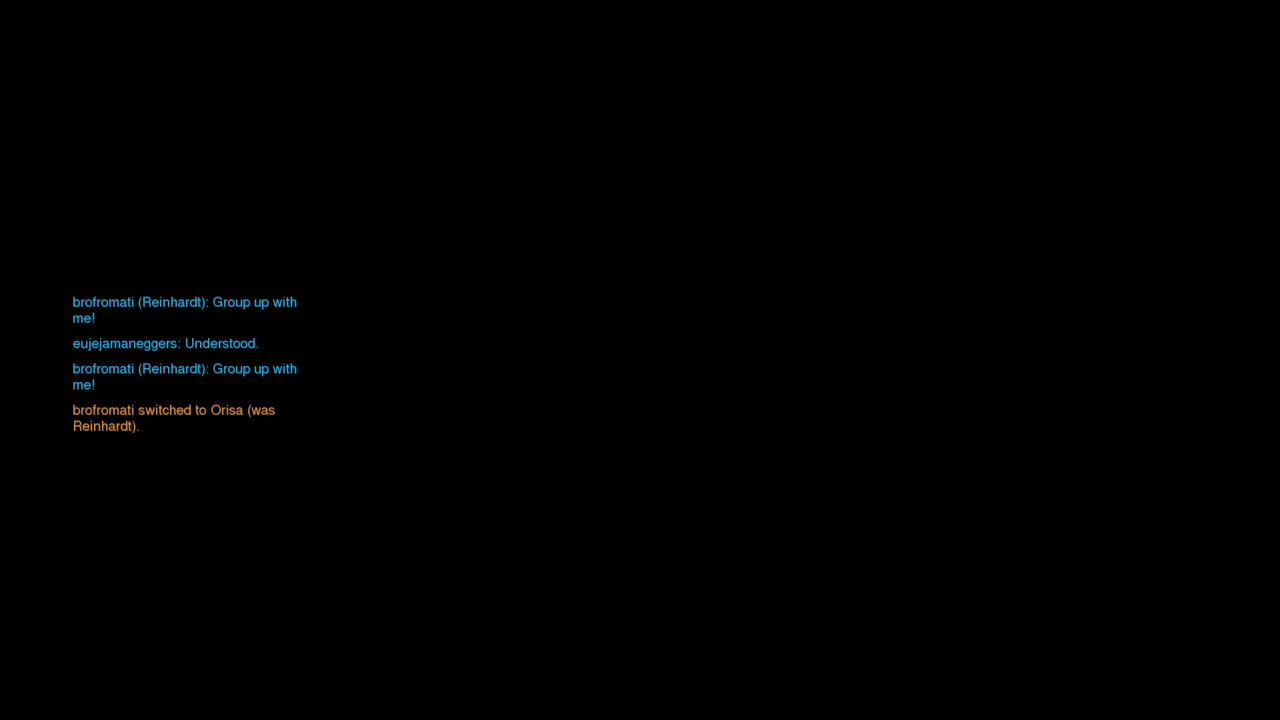 brofromati (Reinhardt): Group up with
me!
eujejamaneggers: Understood.
brofromati (Reinhardt): Group up with
me!
brofromati switched to Orisa (was
Reinhardt).